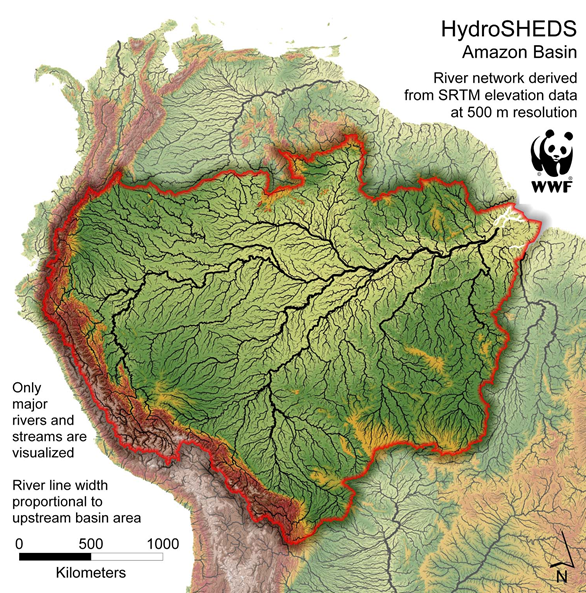 HydroSHEDS
Amazon Basin
River network derived
from SRTM elevation data
at 500 m resolution
WWF
Only
major
rivers and
streams are
visualized
River line width
proportional to
upstream basin area
0 500 1000
Kilometers
N